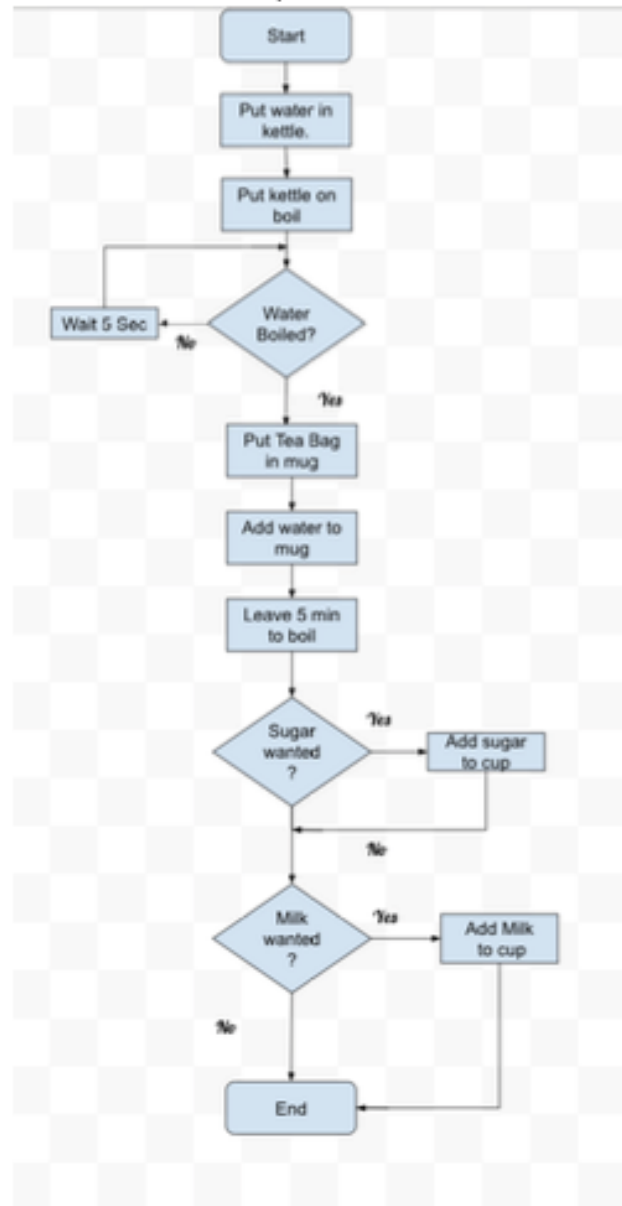 Start
Put water in
kettle.
Put kettle on
boil
Water
Boiled?
Wait 5 Sec
No
Yes
Put Tea Bag
in mug
Add water to
mug
Leave 5 min
to boil
Sugar
wanted
?
Yes
Add sugar
to cup
No
Milk
wanted
?
Yes
Add Milk
to cup
No
End